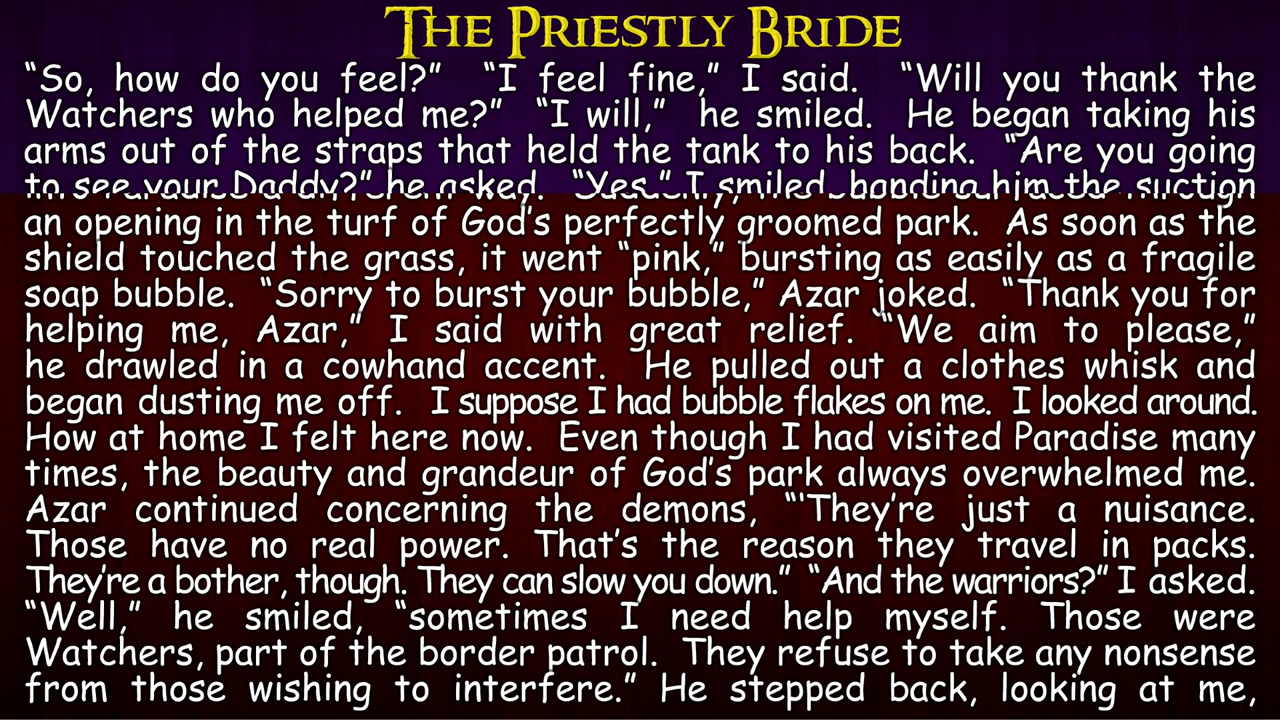 The Priestly Bride
“So, how do you feel?” “I feel fine,” I said. “Will you thank the
Watchers who helped me?” “I will,” he smiled. He began taking his
arms out of the straps that held the tank to his back. “Are you going
to see your Daddy?” he asked. “Yes,” I smiled, handing him the suction
an opening in the turf of God’s perfectly groomed park. As soon as the
shield touched the grass, it went “pink,” bursting as easily as a fragile
soap bubble. “Sorry to burst your bubble,” Azar joked. “Thank you for
helping me, Azar,” I said with great relief. “We aim to please,”
he drawled in a cowhand accent. He pulled out a clothes whisk and
began dusting me off. I suppose I had bubble flakes on me. I looked around.
How at home I felt here now. Even though I had visited Paradise many
times, the beauty and grandeur of God’s park always overwhelmed me.
Azar continued concerning the demons, “‘They’re just a nuisance.
Those have no real power. That’s the reason they travel in packs.
They’re a bother, though. They can slow you down.” “And the warriors?” I asked.
“Well,” he smiled, “sometimes I need help myself. Those were
Watchers, part of the border patrol. They refuse to take any nonsense
from those wishing to interfere.” He stepped back, looking at me,